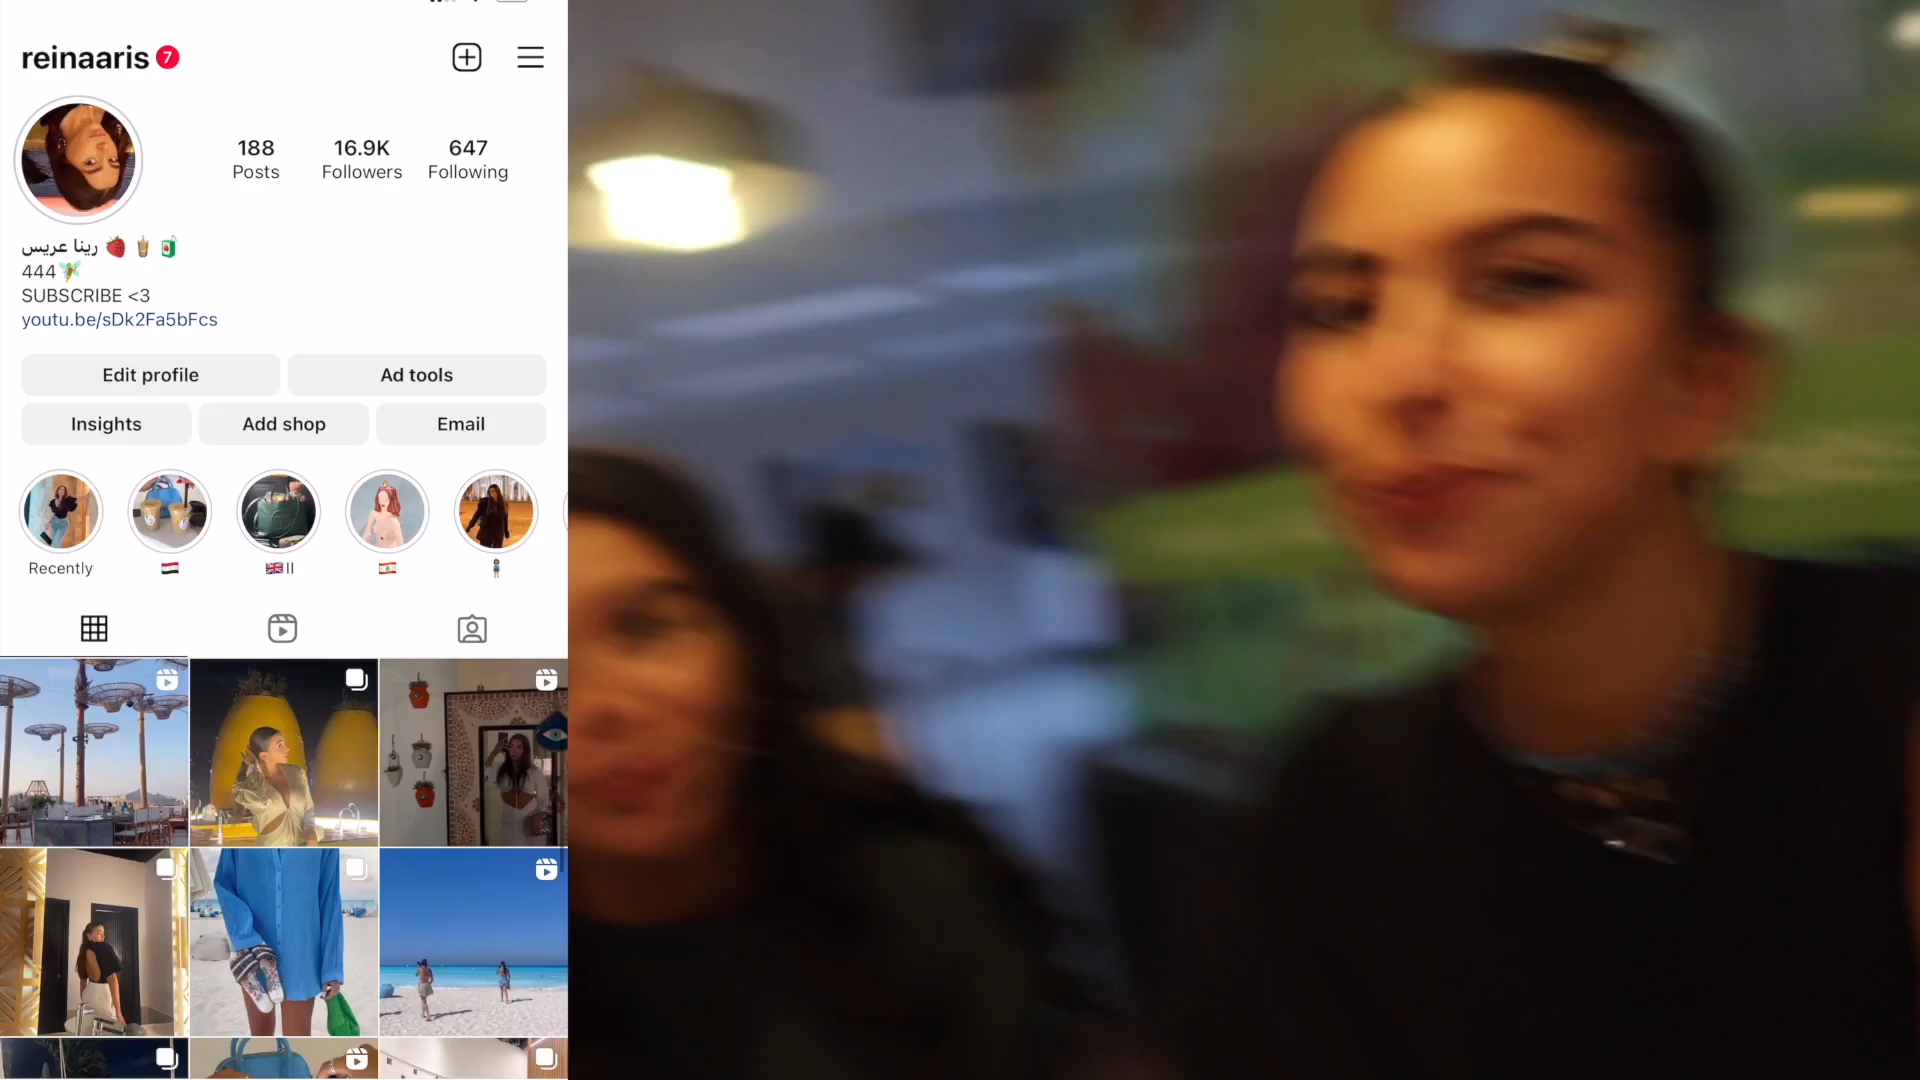 reinaaris 7
188 16.9K 647
Posts Followers Following
رينا عريس 🍓 🧋 🧃
444🧚
SUBSCRIBE <3
youtu.be/sDk2Fa5bFcs
Edit profile Ad tools
Insights Add shop Email
Recently 🇪🇬 🇬🇧II 🇱🇧 🧍‍♀️